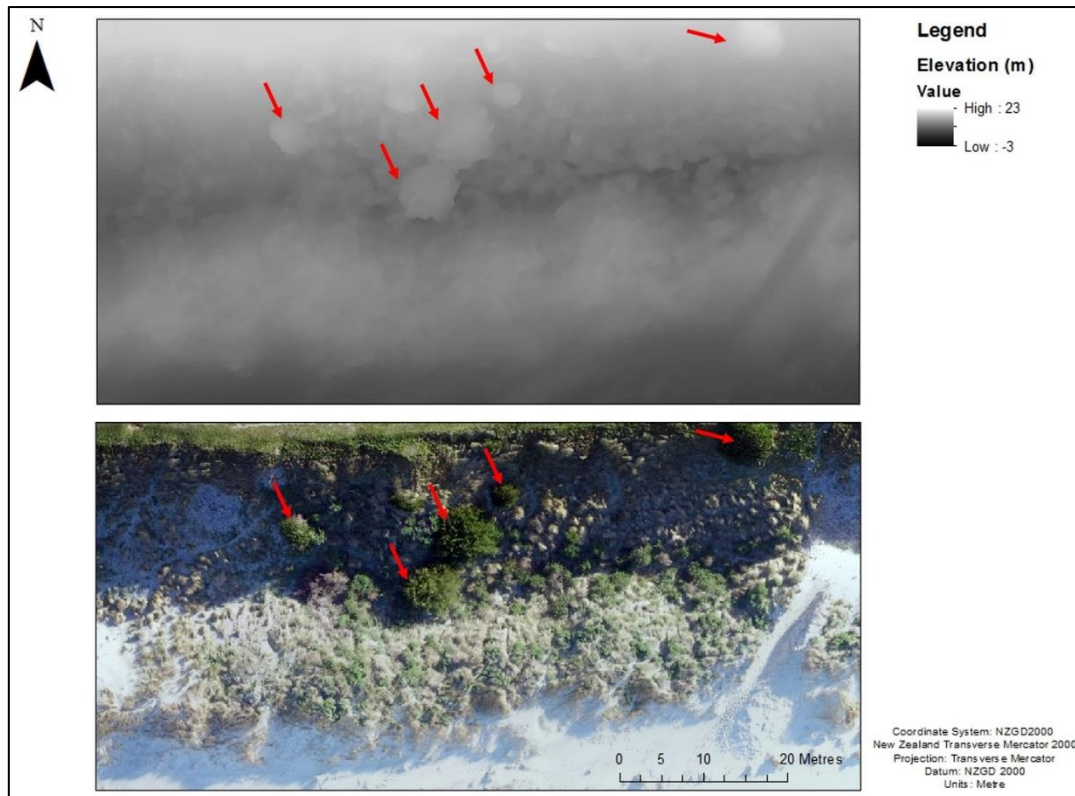 N
Legend
Elevation (m)
Value
High : 23
Low : -3
0 5 10 20 Metres
Coordinate System: NZGD2000
New Zealand Transverse Mercator 2000
Projection: Transverse Mercator
Datum: NZGD 2000
Units: Metre